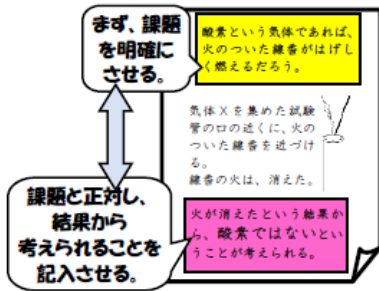 まず、課題
を明確に
させる。
酸素という気体であれば、
火のついた線香がはげし
く燃えるだろう。
気体Xを集めた試験
管の口の近くに、火の
ついた線香を近づけ
る。
線香の火は、消えた。
課題と正対し、
結果から
考えられることを
記入させる。
火が消えたという結果か
ら、酸素ではないとい
うことが考えられる。